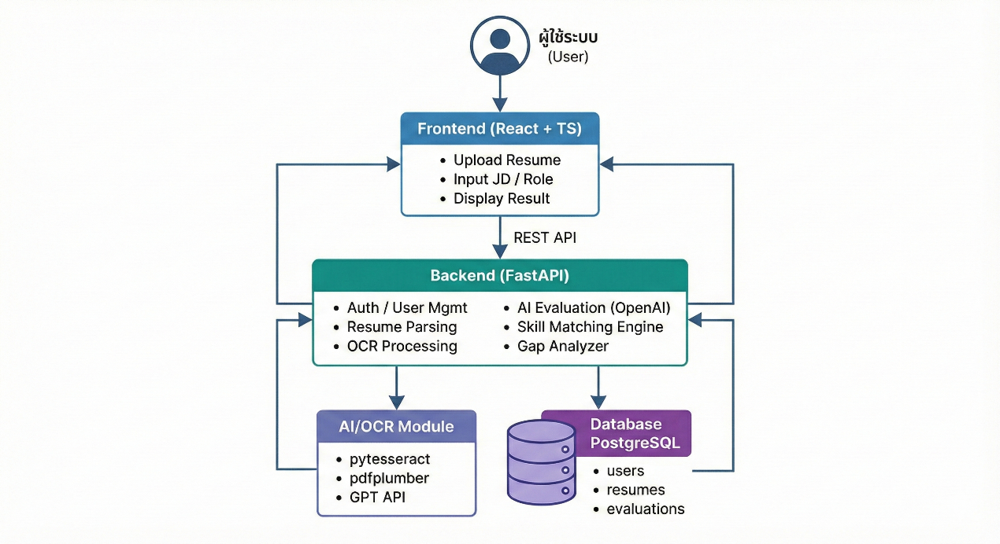 ผู้ใช้ระบบ
(User)
Frontend (React + TS)
• Upload Resume
• Input JD / Role
• Display Result
REST API
Backend (FastAPI)
• Auth / User Mgmt
• Resume Parsing
• OCR Processing
• AI Evaluation (OpenAI)
• Skill Matching Engine
• Gap Analyzer
AI/OCR Module
• pytesseract
• pdfplumber
• GPT API
Database
PostgreSQL
• users
• resumes
• evaluations